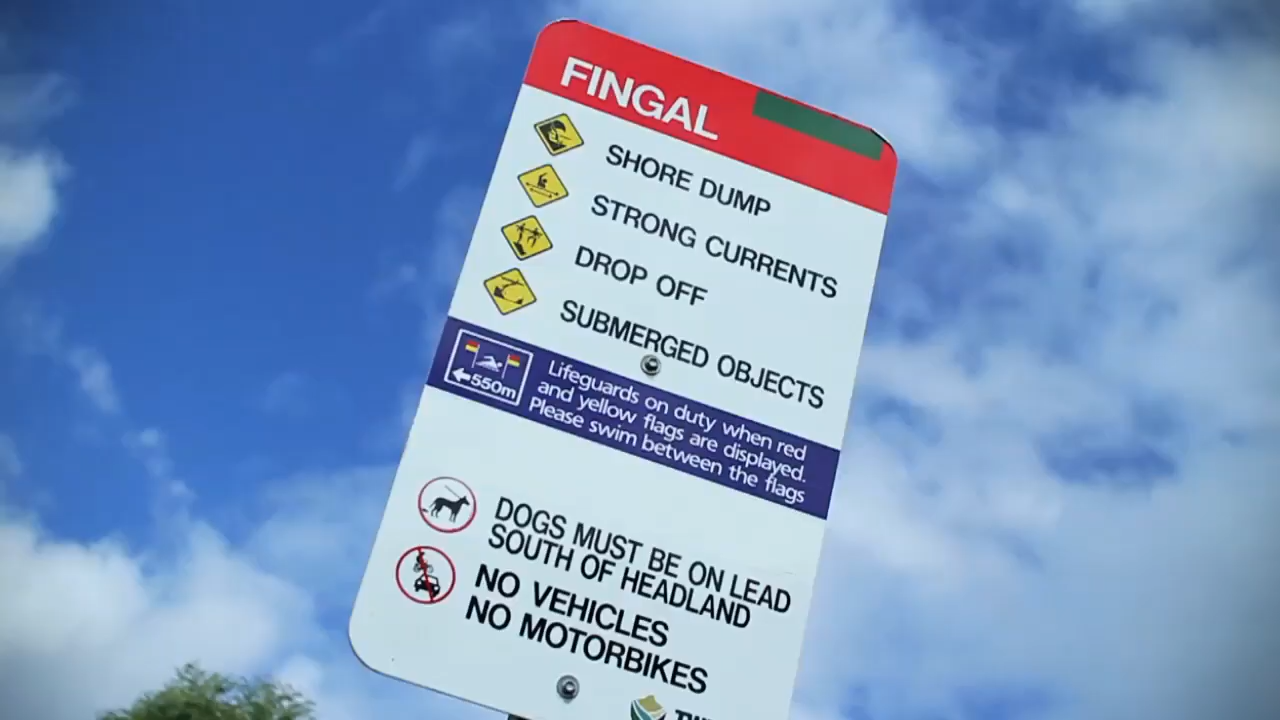 FINGAL
SHORE DUMP
STRONG CURRENTS
DROP OFF
SUBMERGED OBJECTS
←550m
Lifeguards on duty when red
and yellow flags are displayed.
Please swim between the flags
DOGS MUST BE ON LEAD
SOUTH OF HEADLAND
NO VEHICLES
NO MOTORBIKES